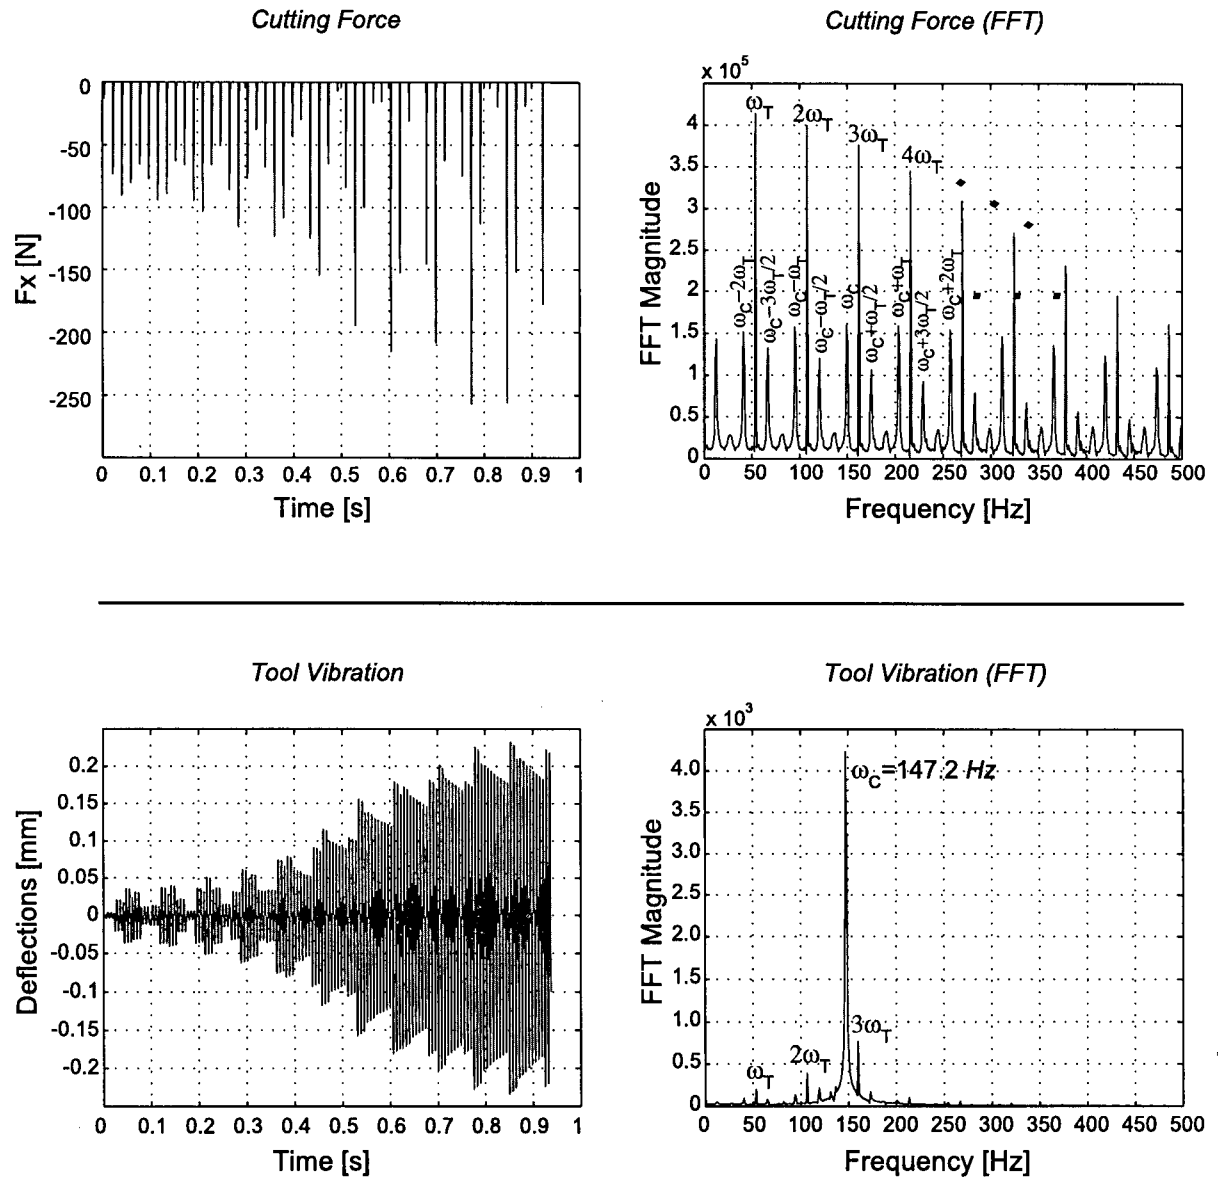 Cutting Force
Cutting Force (FFT)
Fx [N]
0
-50
-100
-150
-200
-250
0 0.1 0.2 0.3 0.4 0.5 0.6 0.7 0.8 0.9 1
Time [s]
x 10⁵
FFT Magnitude
4
3.5
3
2.5
2
1.5
1
0.5
0
ω_T
2ω_T
3ω_T
4ω_T
ω_C−2ω_T
ω_C−3ω_T/2
ω_C−ω_T
ω_C−ω_T/2
ω_C
ω_C+ω_T/2
ω_C+ω_T
ω_C+3ω_T/2
ω_C+2ω_T
0 50 100 150 200 250 300 350 400 450 500
Frequency [Hz]
Tool Vibration
Tool Vibration (FFT)
Deflections [mm]
0.2
0.15
0.1
0.05
0
-0.05
-0.1
-0.15
-0.2
0 0.1 0.2 0.3 0.4 0.5 0.6 0.7 0.8 0.9 1
Time [s]
x 10³
FFT Magnitude
4.0
3.5
4.0
2.5
2.0
1.5
1.0
0.5
0
ω_C=147.2 Hz
ω_T
2ω_T
3ω_T
0 50 100 150 200 250 300 350 400 450 500
Frequency [Hz]